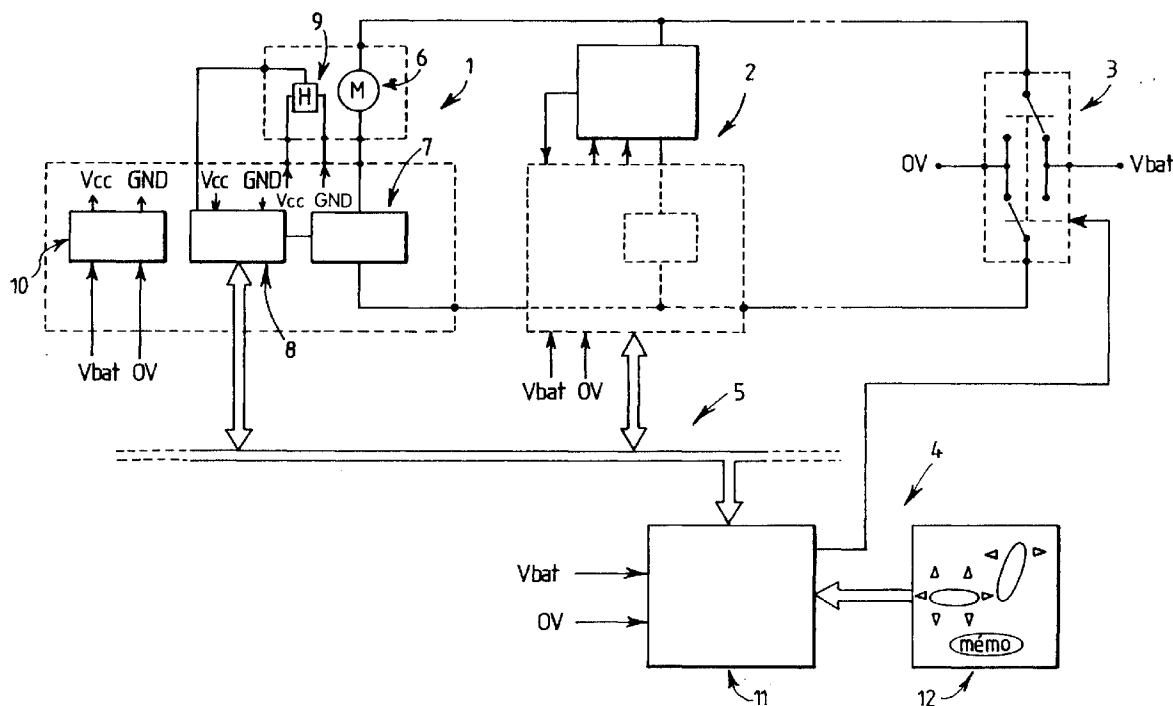 9
6
1
2
3
H
M
7
0V
Vbat
Vcc GND
Vcc GND
Vcc GND
10
8
Vbat 0V
Vbat 0V
5
4
Vbat
0V
mémo
11
12